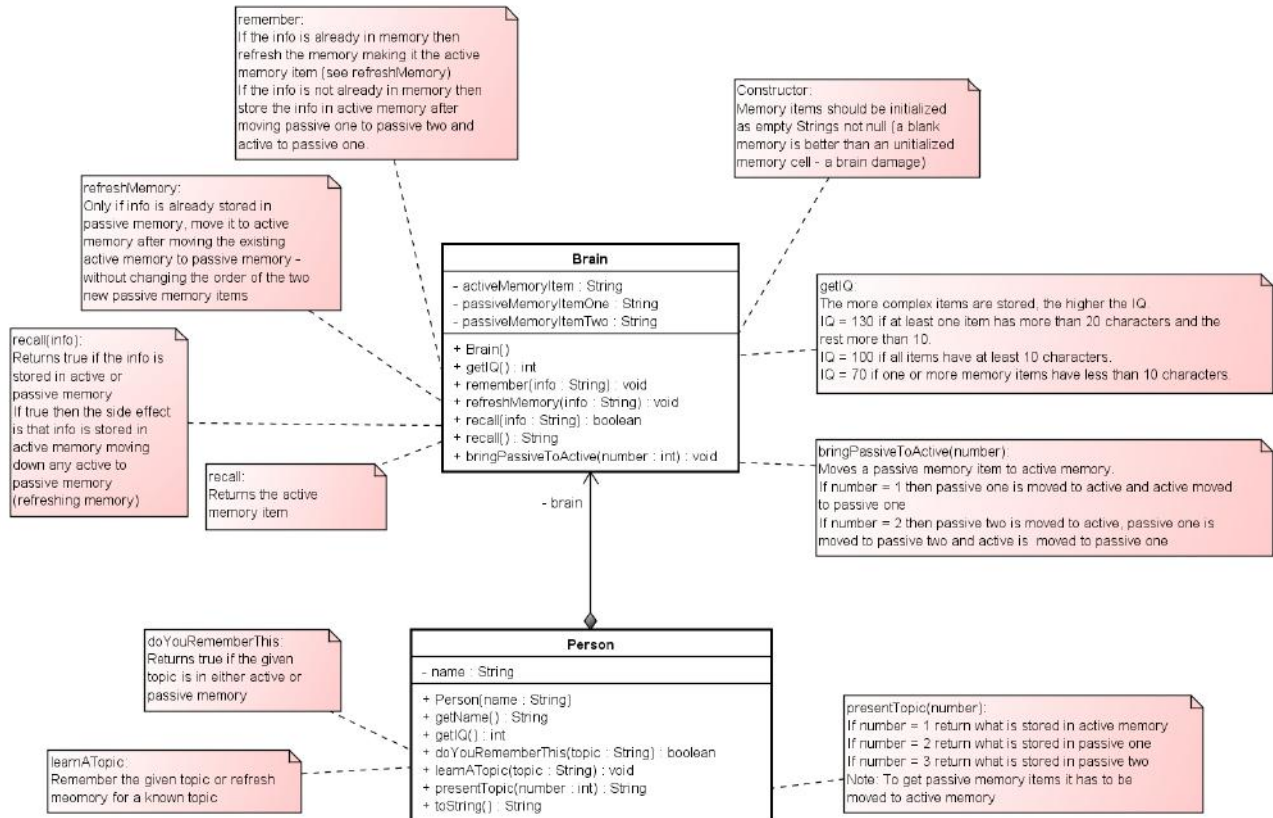 remember:
If the info is already in memory then
refresh the memory making it the active
memory item (see refreshMemory)
If the info is not already in memory then
store the info in active memory after
moving passive one to passive two and
active to passive one.
Constructor:
Memory items should be initialized
as empty Strings not null (a blank
memory is better than an unitialized
memory cell - a brain damage)
refreshMemory:
Only if info is already stored in
passive memory, move it to active
memory after moving the existing
active memory to passive memory -
without changing the order of the two
new passive memory items
Brain
- activeMemoryItem : String
- passiveMemoryItemOne : String
- passiveMemoryItemTwo : String
+ Brain()
+ getIQ() : int
+ remember(info : String) : void
+ refreshMemory(info : String) : void
+ recall(info : String) : boolean
+ recall() : String
+ bringPassiveToActive(number : int) : void
getIQ:
The more complex items are stored, the higher the IQ.
IQ = 130 if at least one item has more than 20 characters and the
rest more than 10.
IQ = 100 if all items have at least 10 characters.
IQ = 70 if one or more memory items have less than 10 characters.
recall(info):
Returns true if the info is
stored in active or
passive memory
If true then the side effect
is that info is stored in
active memory moving
down any active to
passive memory
(refreshing memory)
recall:
Returns the active
memory item
bringPassiveToActive(number):
Moves a passive memory item to active memory.
If number = 1 then passive one is moved to active and active moved
to passive one
If number = 2 then passive two is moved to active, passive one is
moved to passive two and active is moved to passive one
- brain
doYouRememberThis:
Returns true if the given
topic is in either active or
passive memory
Person
- name : String
+ Person(name : String)
+ getName() : String
+ getIQ() : int
+ doYouRememberThis(topic : String) : boolean
+ learnATopic(topic : String) : void
+ presentTopic(number : int) : String
+ toString() : String
learnATopic:
Remember the given topic or refresh
meomory for a known topic
presentTopic(number):
If number = 1 return what is stored in active memory
If number = 2 return what is stored in passive one
If number = 3 return what is stored in passive two
Note: To get passive memory items it has to be
moved to active memory